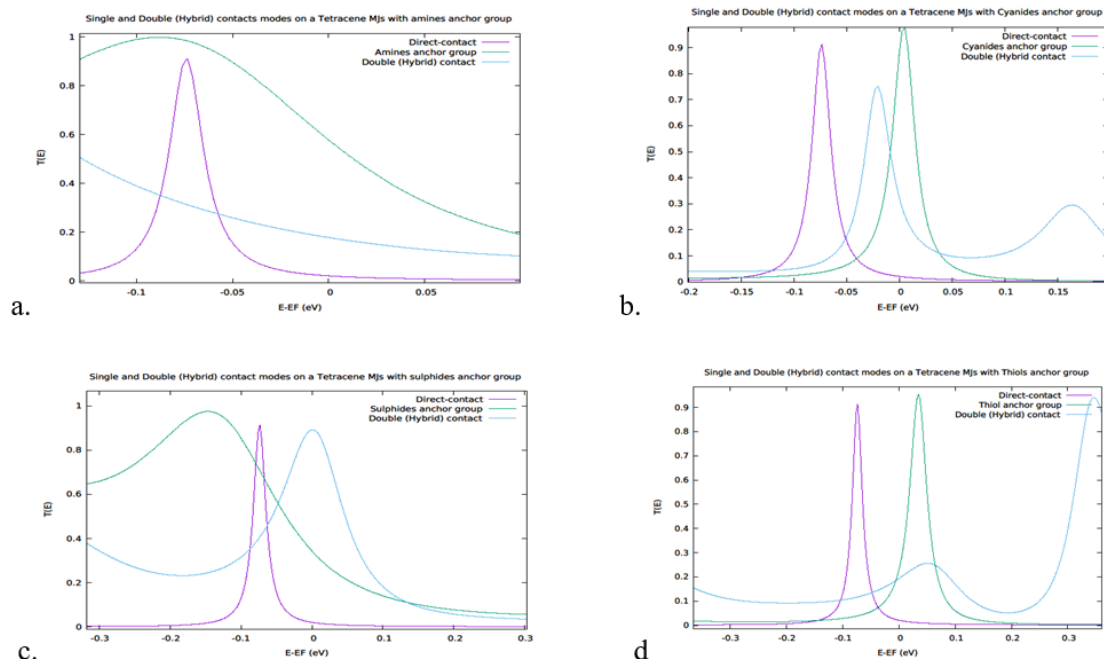 Single and Double (Hybrid) contacts modes on a Tetracene MJs with amines anchor group
Direct-contact
Amines anchor group
Double (Hybrid) contact
T(E)
1
0.8
0.6
0.4
0.2
0
-0.1
-0.05
0
0.05
E-EF (eV)
a.
Single and Double (Hybrid) contact modes on a Tetracene MJs with Cyanides anchor group
Direct-contact
Cyanides anchor group
Double (Hybrid contact
T(E)
0.9
0.8
0.7
0.6
0.5
0.4
0.3
0.2
0.1
0
-0.2
-0.15
-0.1
-0.05
0
0.05
0.1
0.15
E-EF (eV)
b.
Single and Double (Hybrid) contact modes on a Tetracene MJs with sulphides anchor group
Direct-contact
Sulphides anchor group
Double (Hybrid) contact
T(E)
1
0.8
0.6
0.4
0.2
0
-0.3
-0.2
-0.1
0
0.1
0.2
0.3
E-EF (eV)
c.
Single and Double (Hybrid) contact modes on a Tetracene MJs with Thiols anchor group
Direct-contact
Thiol anchor group
Double (Hybrid) contact
T(E)
0.9
0.8
0.7
0.6
0.5
0.4
0.3
0.2
0.1
0
-0.3
-0.2
-0.1
0
0.1
0.2
0.3
E-EF (eV)
d